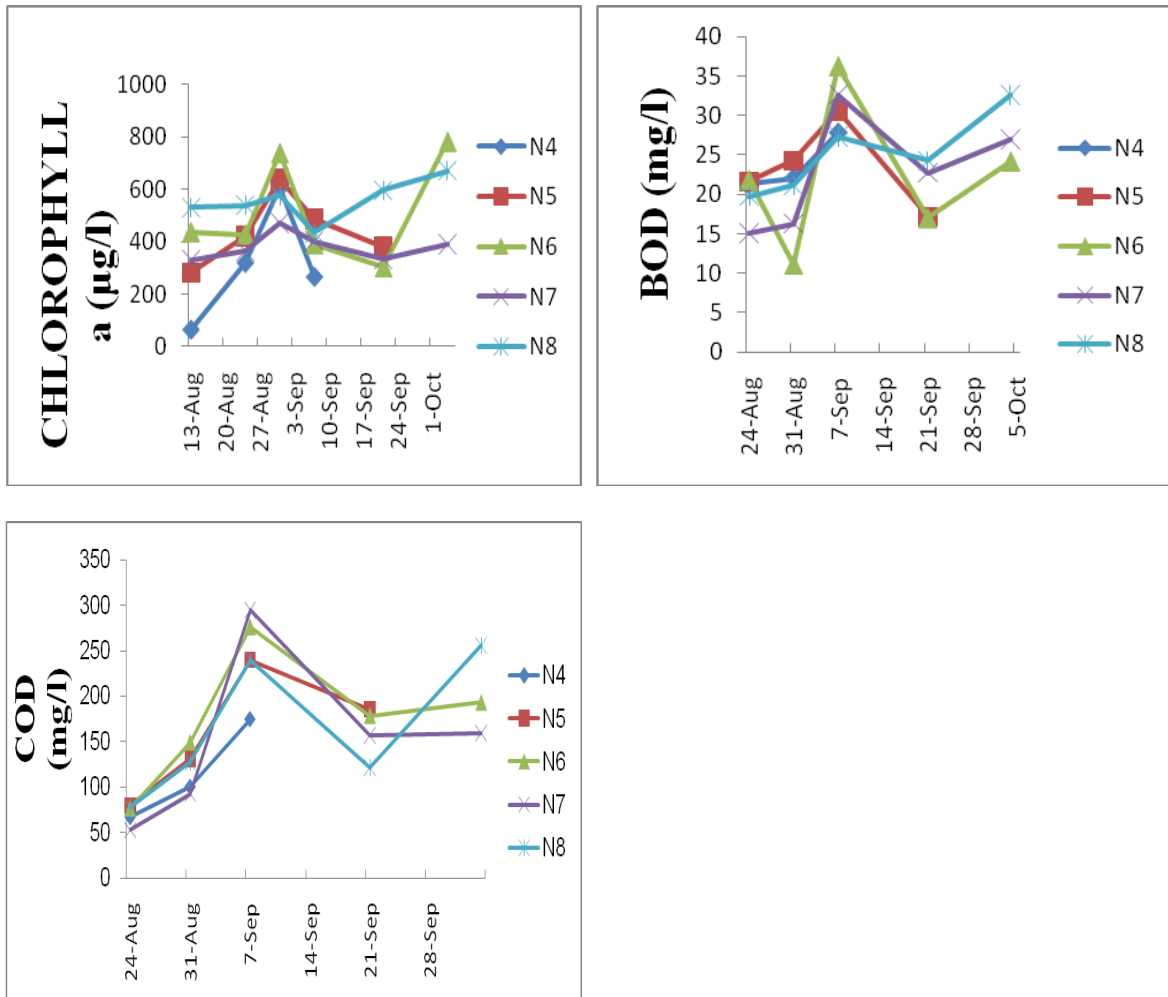 CHLOROPHYLL
a (µg/l)
1000
800
600
400
200
0
13-Aug
20-Aug
27-Aug
3-Sep
10-Sep
17-Sep
24-Sep
1-Oct
N4
N5
N6
N7
N8
BOD (mg/l)
40
35
30
25
20
15
10
5
0
24-Aug
31-Aug
7-Sep
14-Sep
21-Sep
28-Sep
5-Oct
N4
N5
N6
N7
N8
COD
(mg/l)
350
300
250
200
150
100
50
0
24-Aug
31-Aug
7-Sep
14-Sep
21-Sep
28-Sep
N4
N5
N6
N7
N8